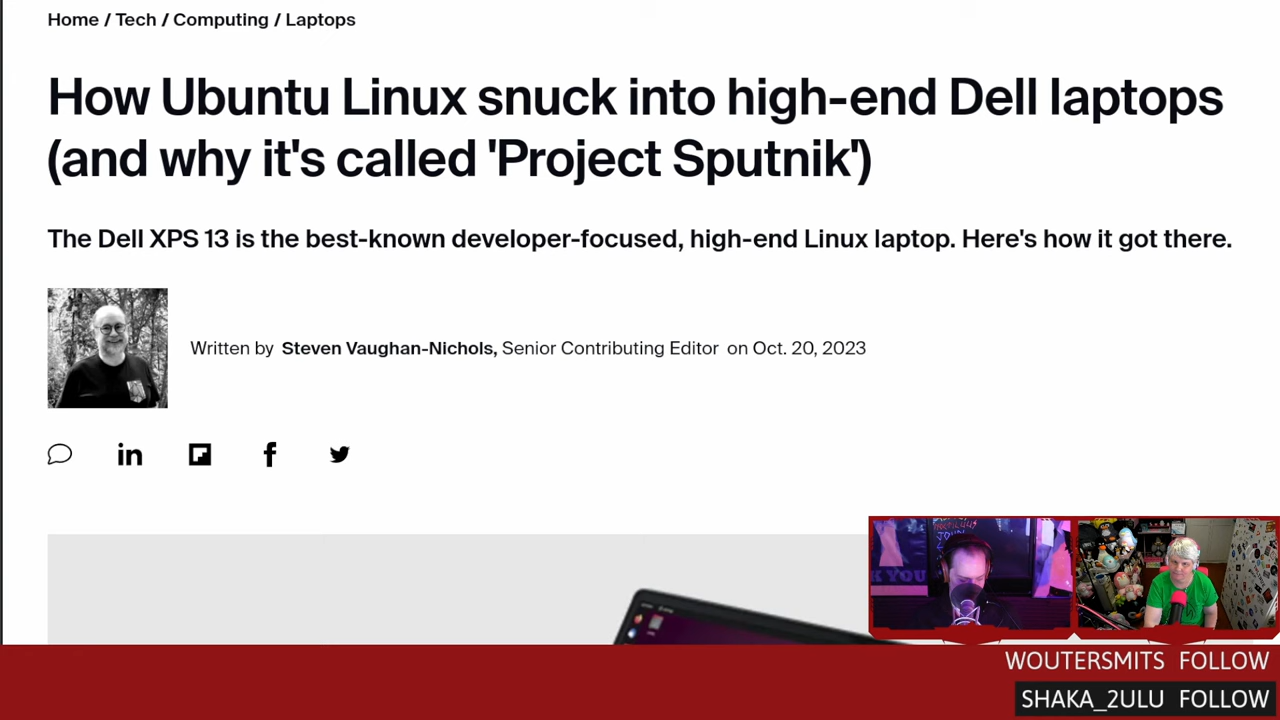 Home / Tech / Computing / Laptops
How Ubuntu Linux snuck into high-end Dell laptops
(and why it's called 'Project Sputnik')
The Dell XPS 13 is the best-known developer-focused, high-end Linux laptop. Here's how it got there.
Written by Steven Vaughan-Nichols, Senior Contributing Editor on Oct. 20, 2023
WOUTERSMITS FOLLOW
SHAKA_2ULU FOLLOW